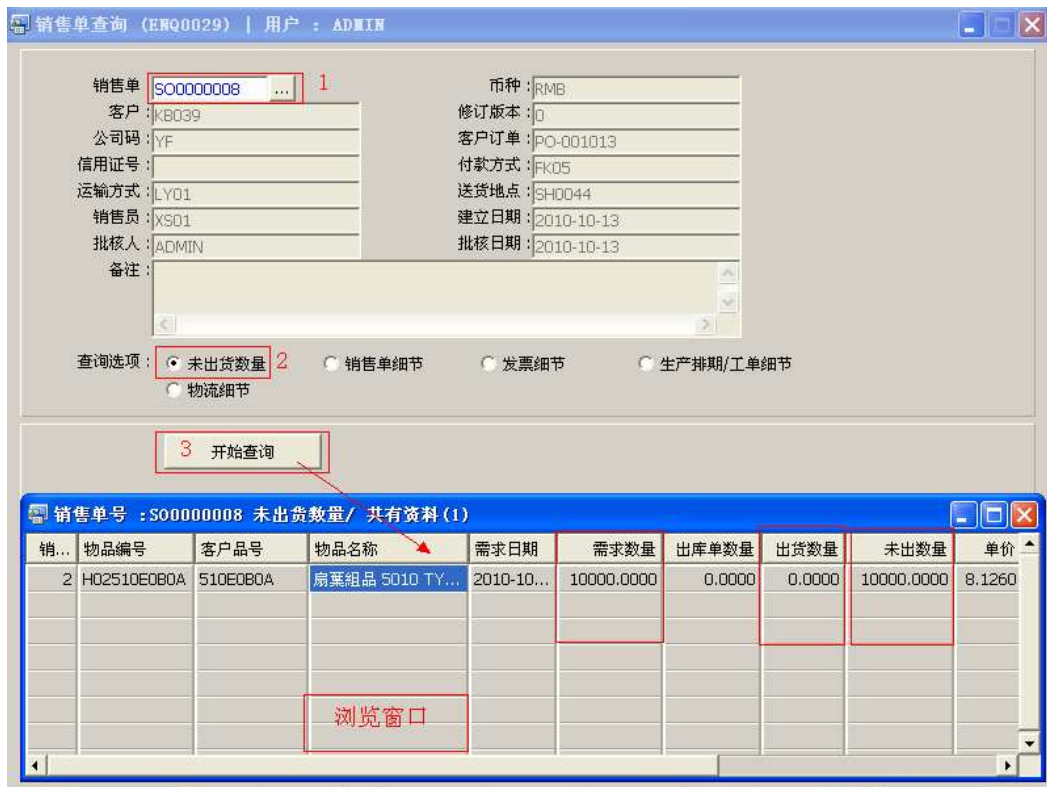 销售单查询 (ENQ0029) | 用户 : ADMIN
销售单 SO0000008 ... 1 币种:RMB
客户:KB039 修订版本:0
公司码:YF 客户订单:PO-001013
信用证号: 付款方式:FK05
运输方式:LY01 送货地点:SH0044
销售员:XS01 建立日期:2010-10-13
批核人:ADMIN 批核日期:2010-10-13
备注:
查询选项: 未出货数量 2 销售单细节 发票细节 生产排期/工单细节
物流细节
3 开始查询
销售单号 :SO0000008 未出货数量/ 共有资料(1)
销... 物品编号 客户品号 物品名称 需求日期 需求数量 出库单数量 出货数量 未出数量 单价
2 H02510E0B0A 510E0B0A 扇葉組品 5010 TY... 2010-10... 10000.0000 0.0000 0.0000 10000.0000 8.1260
浏览窗口